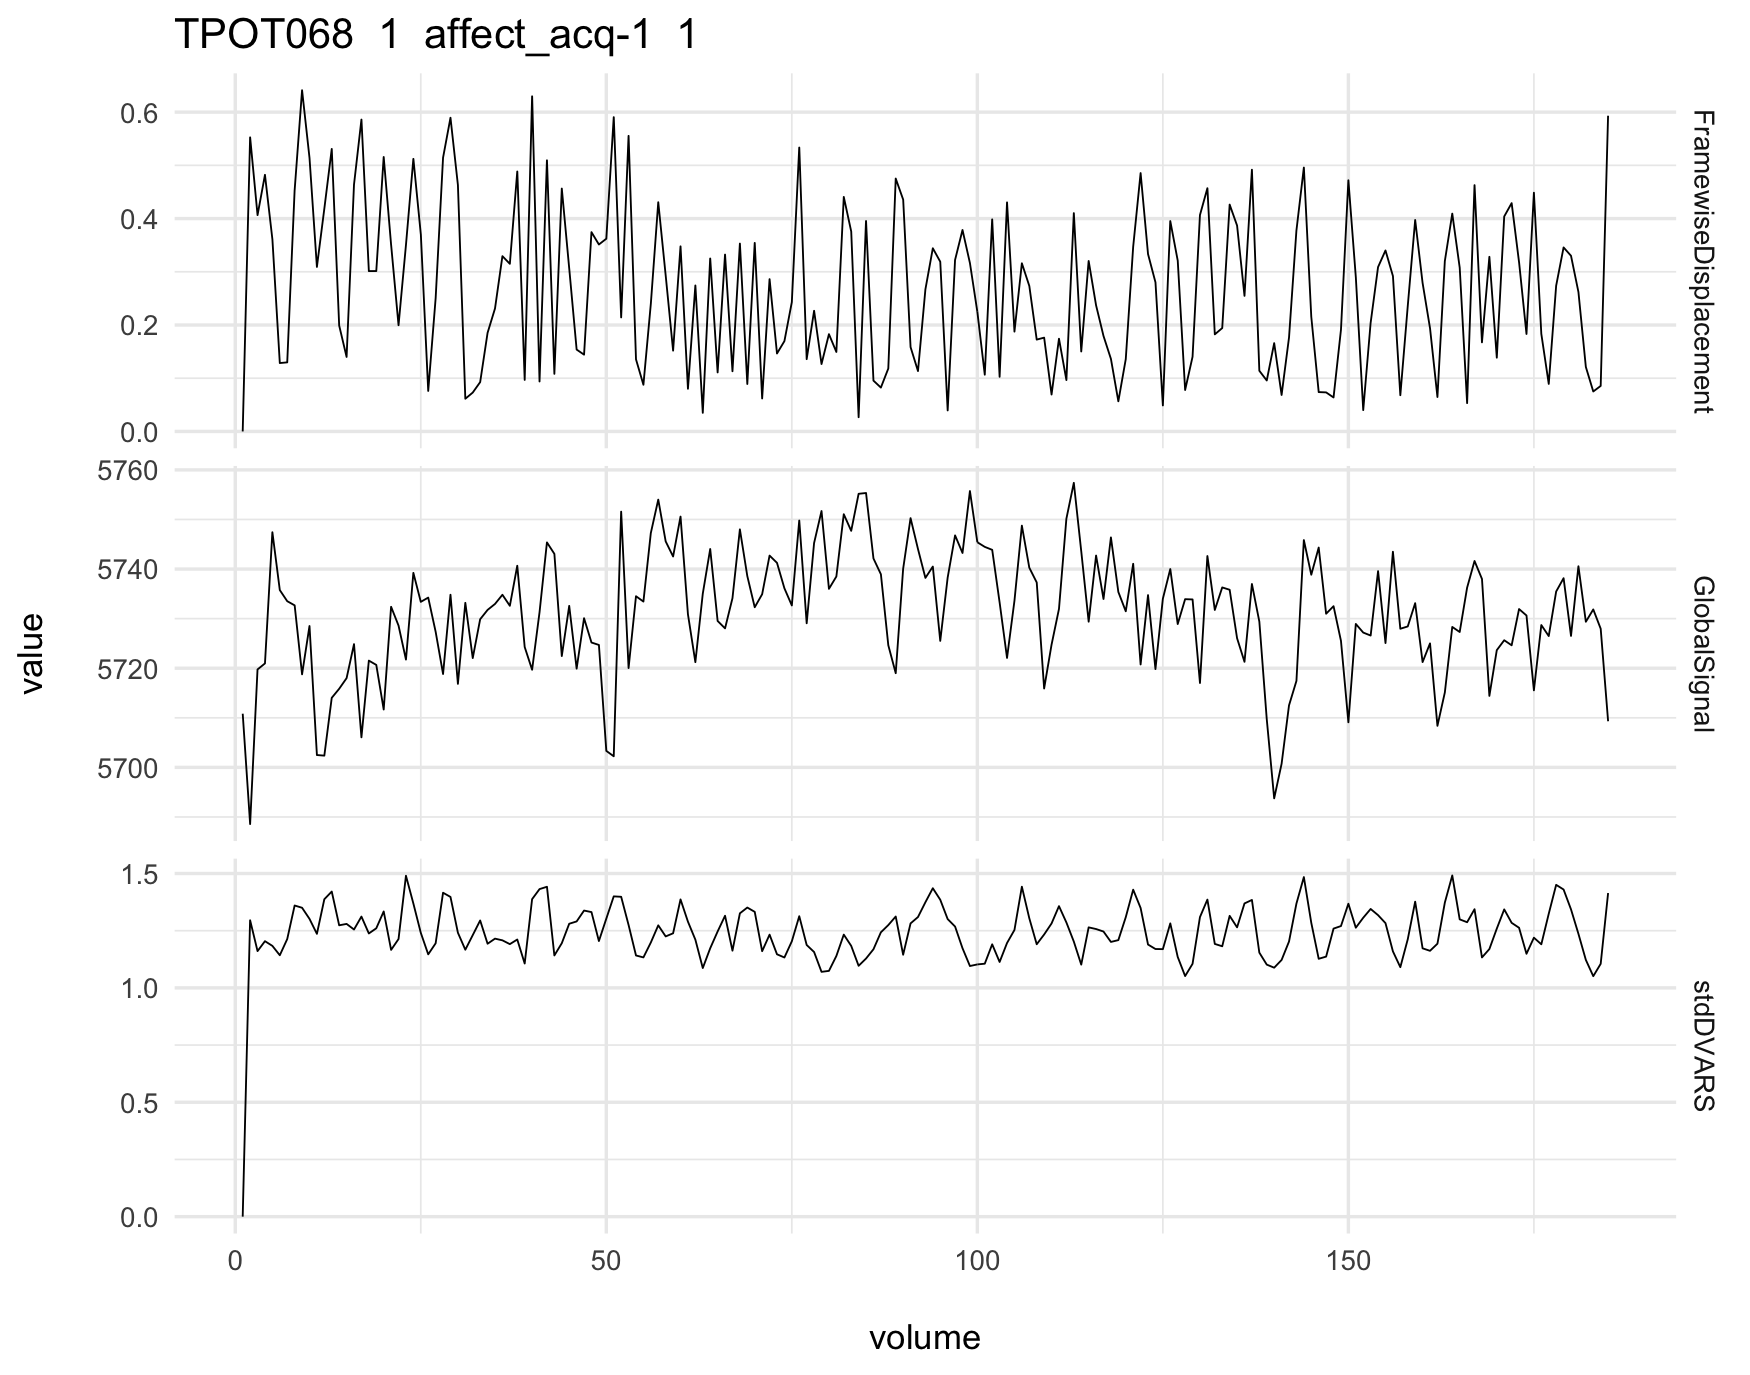 TPOT068 1 affect_acq-1 1
0.6
0.4
0.2
0.0
FramewiseDisplacement
5760
5740
5720
5700
GlobalSignal
1.5
1.0
0.5
0.0
stdDVARS
value
0 50 100 150
volume